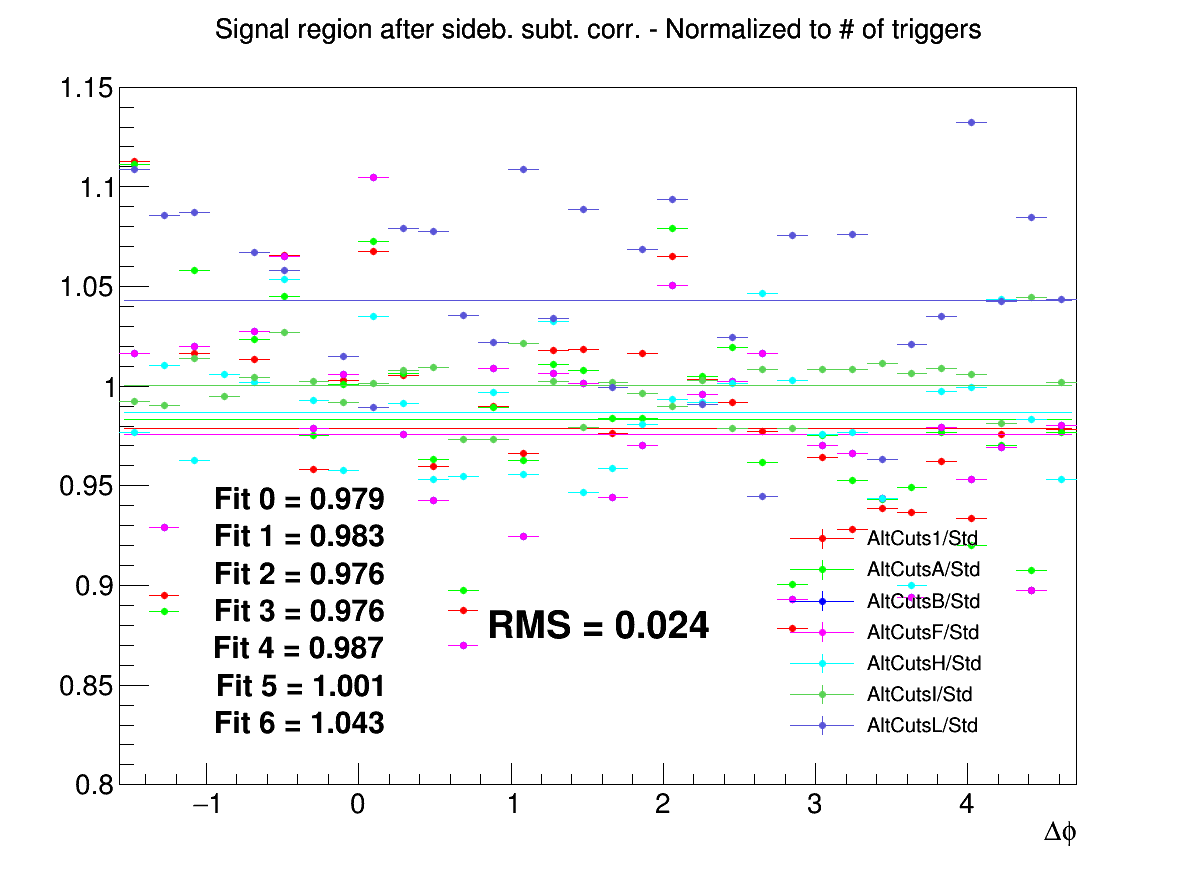 Signal region after sideb. subt. corr. - Normalized to # of triggers
1.15
1.1
1.05
1
0.95
0.9
0.85
0.8
Fit 0 = 0.979
Fit 1 = 0.983
Fit 2 = 0.976
Fit 3 = 0.976
Fit 4 = 0.987
Fit 5 = 1.001
Fit 6 = 1.043
RMS = 0.024
AltCuts1/Std
AltCutsA/Std
AltCutsB/Std
AltCutsF/Std
AltCutsH/Std
AltCutsI/Std
AltCutsL/Std
−1 0 1 2 3 4
Δϕ